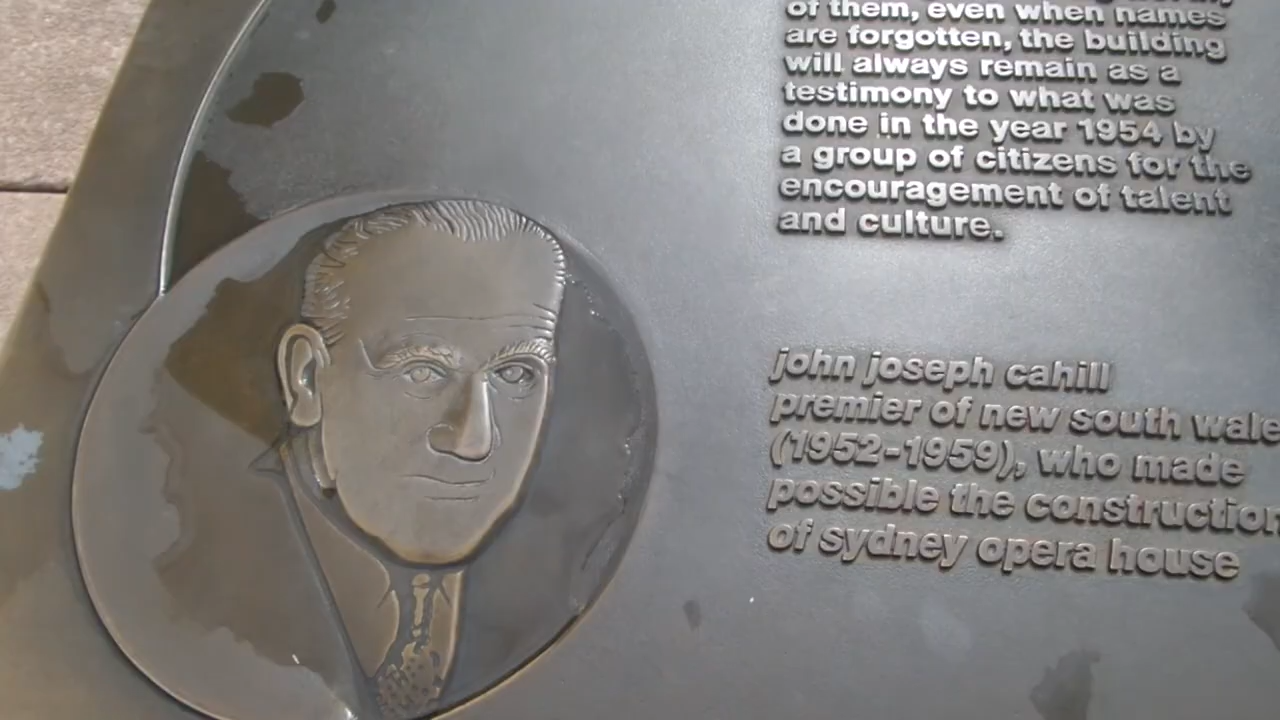 of them, even when names
are forgotten, the building
will always remain as a
testimony to what was
done in the year 1954 by
a group of citizens for the
encouragement of talent
and culture.
john joseph cahill
premier of new south wale
(1952-1959), who made
possible the construction
of sydney opera house